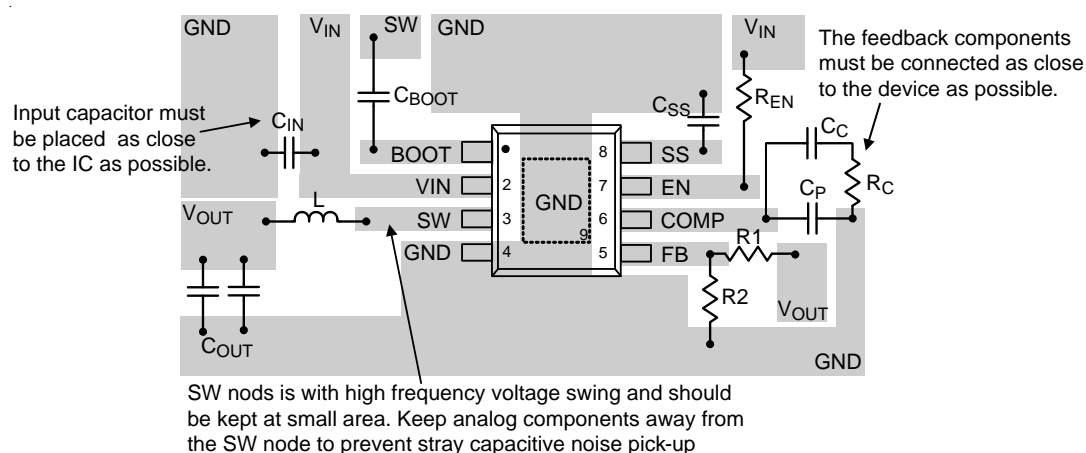 GND
VIN
SW
GND
VIN
The feedback components
must be connected as close
to the device as possible.
Input capacitor must
be placed as close
to the IC as possible.
CIN
CBOOT
CSS
REN
CC
RC
CP
BOOT
VIN
SW
GND
2
3
4
GND
9
8
7
6
5
SS
EN
COMP
FB
L
VOUT
COUT
R1
R2
VOUT
GND
SW nods is with high frequency voltage swing and should
be kept at small area. Keep analog components away from
the SW node to prevent stray capacitive noise pick-up